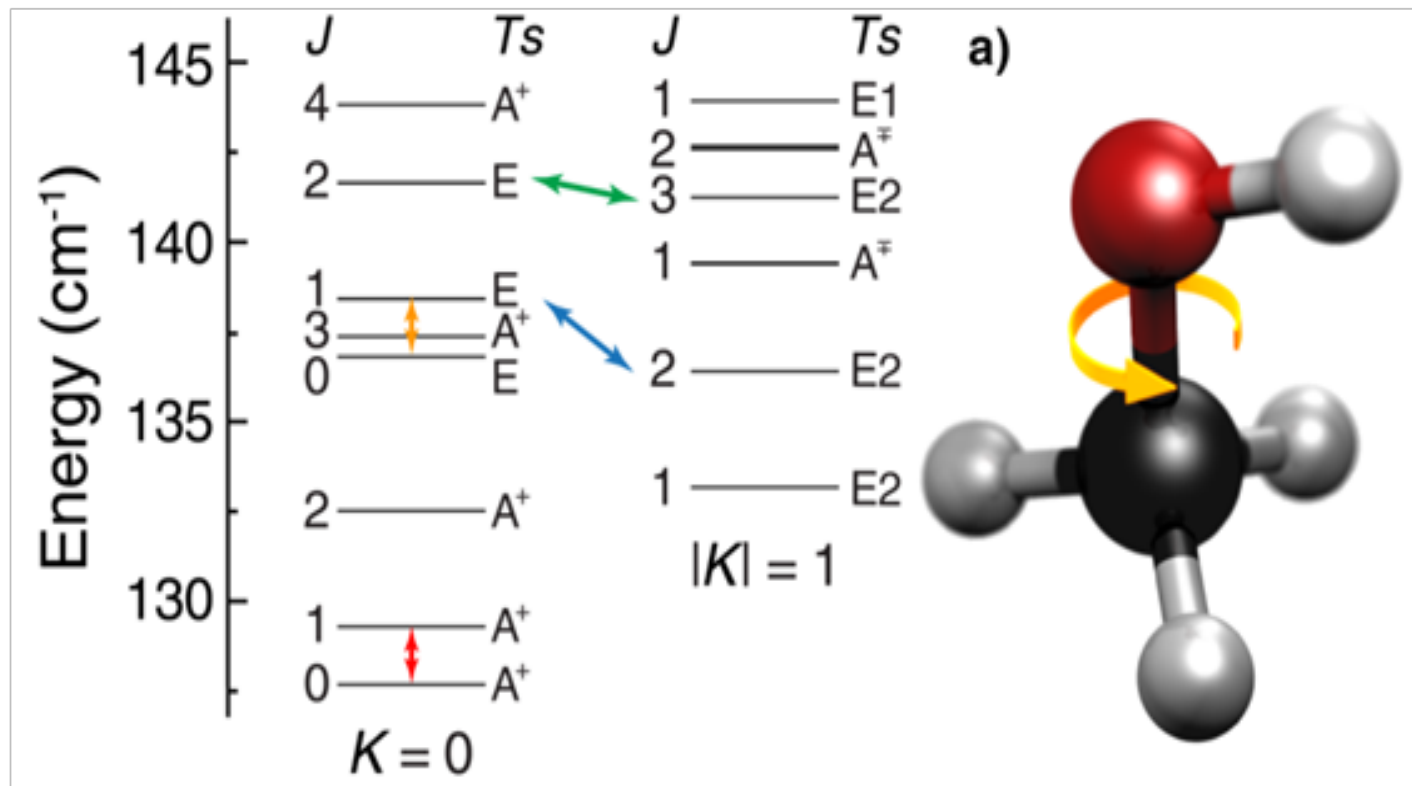 J Ts J Ts a)
145
4 A⁺ 1 E1
2 A∓
2 E 3 E2
140
1 A∓
1 E
3 A⁺
0 E 2 E2
135
1 E2
2 A⁺
|K| = 1
130
1 A⁺
0 A⁺
K = 0
Energy (cm⁻¹)